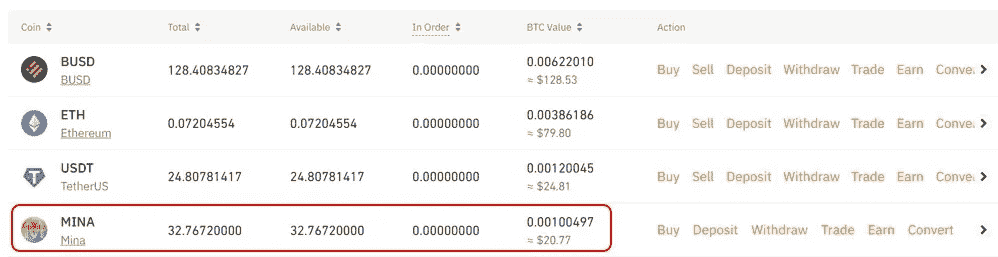 Coin Total Available In Order BTC Value Action
BUSD 128.40834827 128.40834827 0.00000000 0.00622010 Buy Sell Deposit Withdraw Trade Earn Conver
BUSD ≈ $128.53
ETH 0.07204554 0.07204554 0.00000000 0.00386186 Buy Sell Deposit Withdraw Trade Earn Conver
Ethereum ≈ $79.80
USDT 24.80781417 24.80781417 0.00000000 0.00120045 Buy Sell Deposit Withdraw Trade Earn Conver
TetherUS ≈ $24.81
MINA 32.76720000 32.76720000 0.00000000 0.00100497 Buy Deposit Withdraw Trade Earn Convert
Mina ≈ $20.77